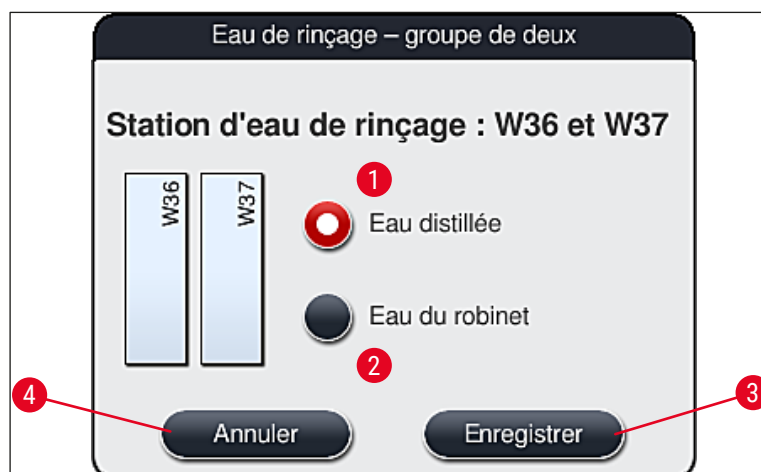 Eau de rinçage – groupe de deux
Station d'eau de rinçage : W36 et W37
W36
W37
1
Eau distillée
Eau du robinet
2
4
3
Annuler
Enregistrer